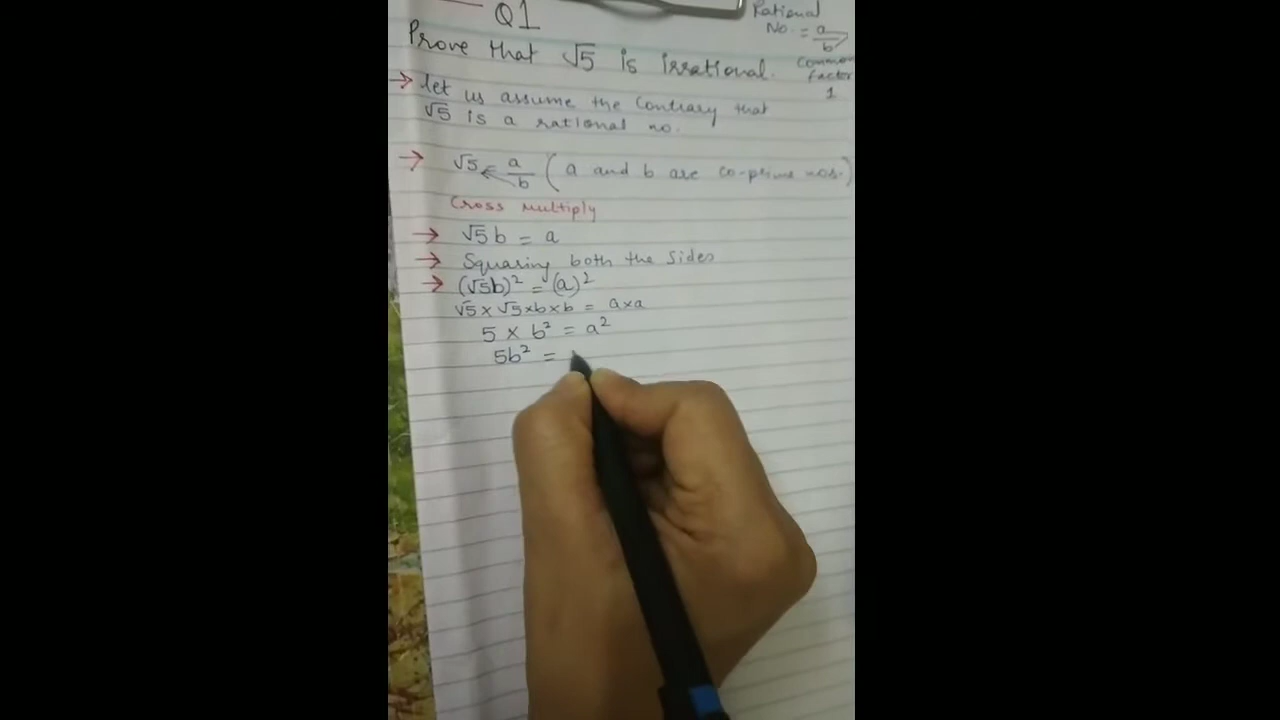 Q1
Rational
No. = a/b
Common
factor
1
Prove that √5 is irrational.
→ let us assume the contrary that
√5 is a rational no.
→ √5 = a/b (a and b are co-prime nos.)
Cross multiply
→ √5b = a
→ Squaring both the sides
→ (√5b)² = (a)²
√5 × √5 × b × b = a × a
5 × b² = a²
5b² =